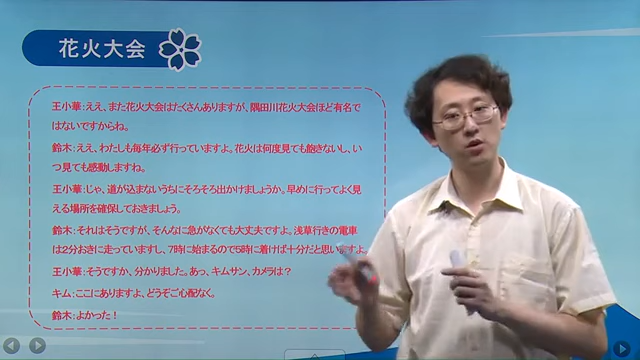 花火大会
王小華:ええ、また花火大会はたくさんありますが、隅田川花火大会ほど有名で
はないですからね。
鈴木:ええ、わたしも毎年必ず行っていますよ。花火は何度見ても飽きないし、い
つ見ても感動しますね。
王小華:じゃ、道が込まないうちにそろそろ出かけましょうか。早めに行ってよく見
える場所を確保しておきましょう。
鈴木:それはそうですが、そんなに急がなくても大丈夫ですよ。浅草行きの電車
は2分おきに走っていますし、7時に始まるので5時に着けば十分だと思いますよ。
王小華:そうですか、分かりました。あっ、キムサン、カメラは?
キム:ここにありますよ、どうぞご心配なく。
鈴木:よかった!